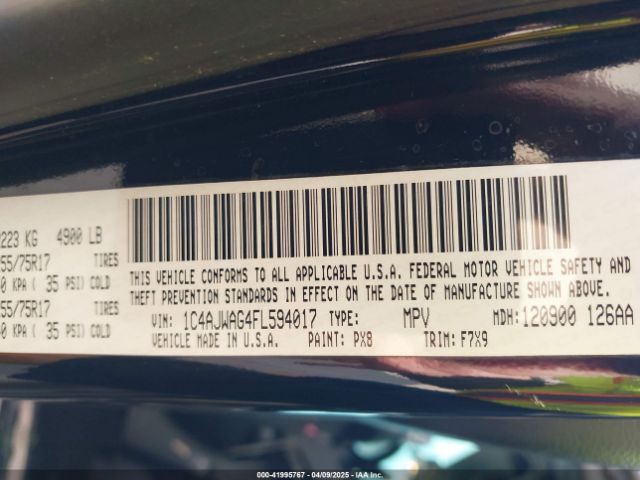 2223 KG 4900 LB
55/75R17 TIRES
0 KPA ( 35 PSI) COLD
55/75R17 TIRES
0 KPA ( 35 PSI) COLD
THIS VEHICLE CONFORMS TO ALL APPLICABLE U.S.A. FEDERAL MOTOR VEHICLE SAFETY AND
THEFT PREVENTION STANDARDS IN EFFECT ON THE DATE OF MANUFACTURE SHOWN ABOVE.
VIN: 1C4AJWAG4FL594017 TYPE: MPV MDH: 120900 126AA
VEHICLE MADE IN U.S.A. PAINT: PX8 TRIM: F7X9
000-41995767 - 04/09/2025 - IAA Inc.